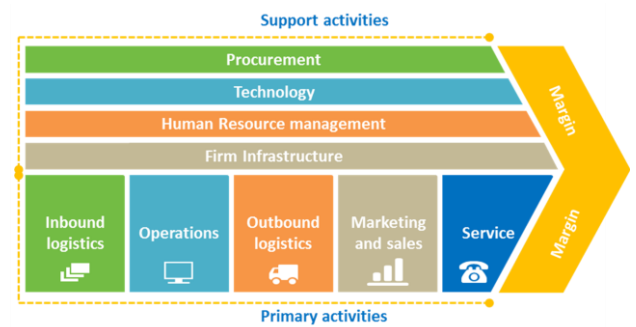 Support activities
Procurement
Technology
Human Resource management
Firm Infrastructure
Margin
Inbound
logistics
Operations
Outbound
logistics
Marketing
and sales
Service
Margin
Primary activities